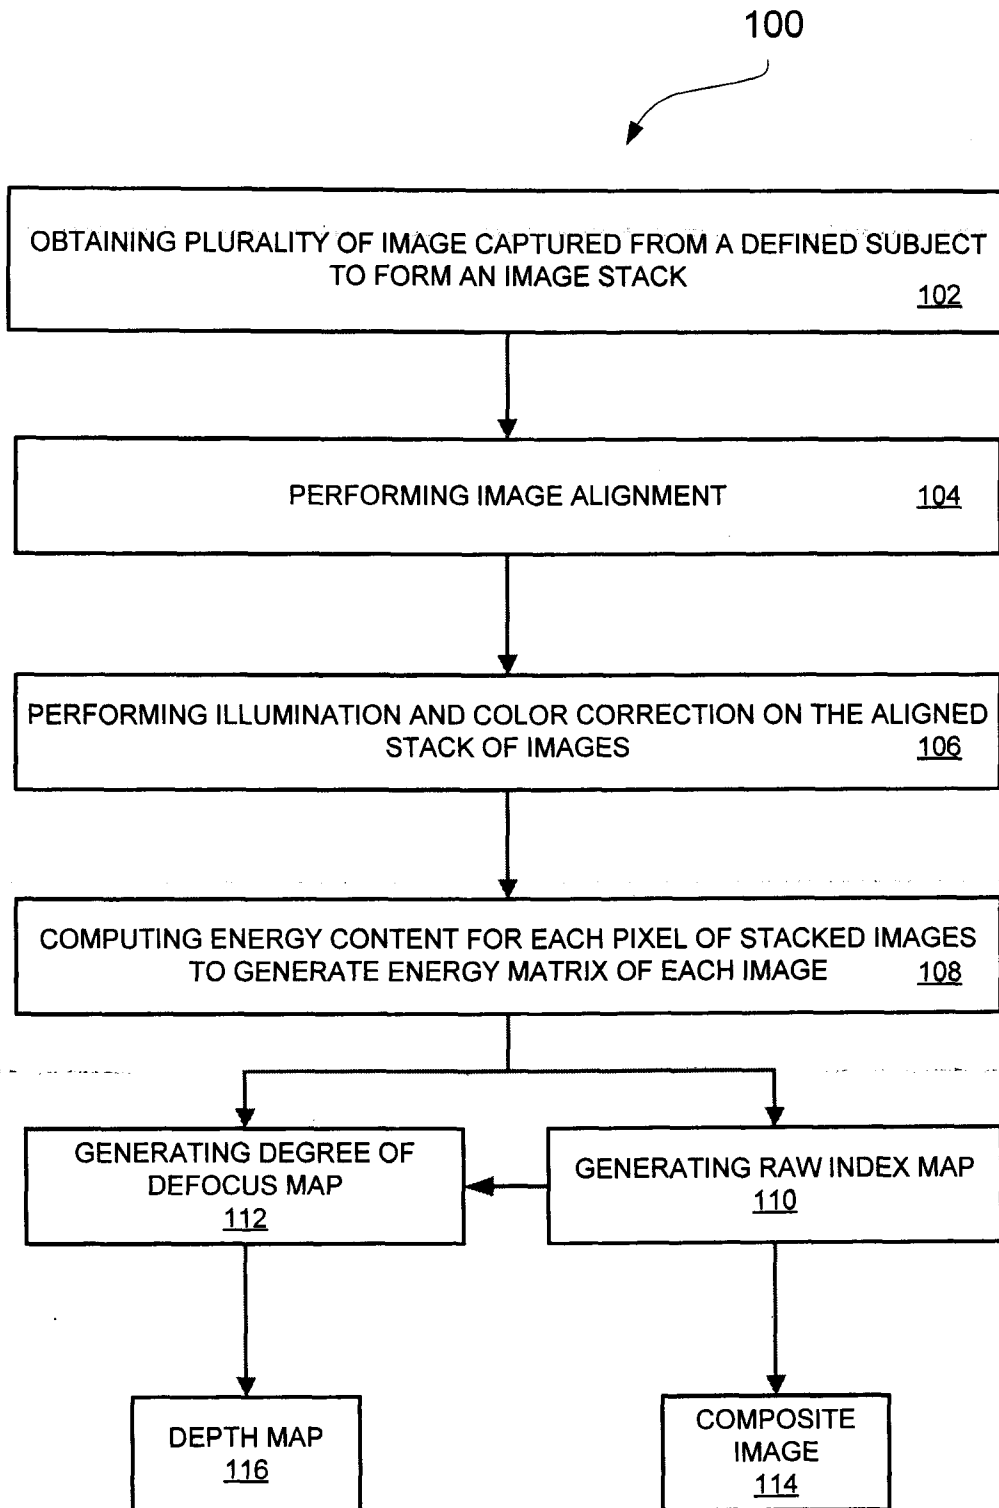 100
OBTAINING PLURALITY OF IMAGE CAPTURED FROM A DEFINED SUBJECT
TO FORM AN IMAGE STACK
102
PERFORMING IMAGE ALIGNMENT
104
PERFORMING ILLUMINATION AND COLOR CORRECTION ON THE ALIGNED
STACK OF IMAGES
106
COMPUTING ENERGY CONTENT FOR EACH PIXEL OF STACKED IMAGES
TO GENERATE ENERGY MATRIX OF EACH IMAGE
108
GENERATING DEGREE OF
DEFOCUS MAP
112
GENERATING RAW INDEX MAP
110
DEPTH MAP
116
COMPOSITE
IMAGE
114